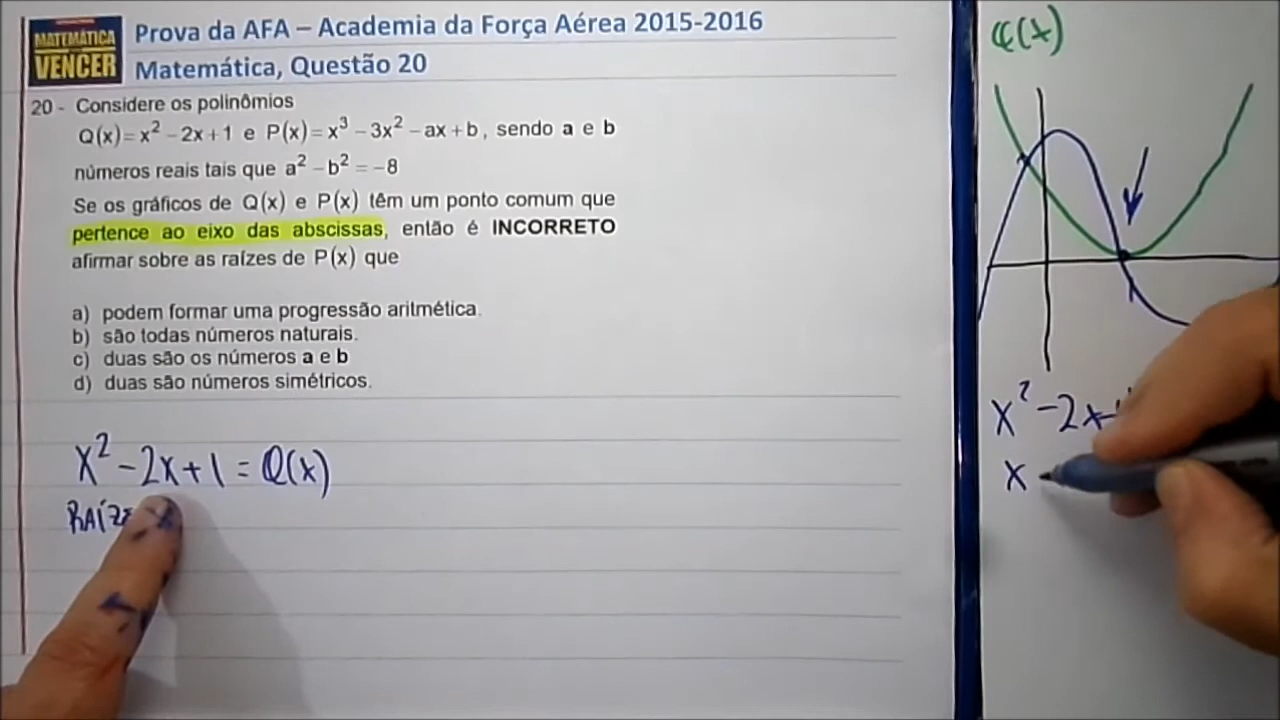 MATEMÁTICA
VENCER
Prova da AFA – Academia da Força Aérea 2015-2016
Matemática, Questão 20
20 - Considere os polinômios
Q(x) = x² − 2x + 1 e P(x) = x³ − 3x² − ax + b, sendo a e b
números reais tais que a² − b² = −8
Se os gráficos de Q(x) e P(x) têm um ponto comum que
pertence ao eixo das abscissas, então é INCORRETO
afirmar sobre as raízes de P(x) que
a) podem formar uma progressão aritmética.
b) são todas números naturais.
c) duas são os números a e b
d) duas são números simétricos.
x² − 2x + 1 = Q(x)
(x)
x² − 2x
x